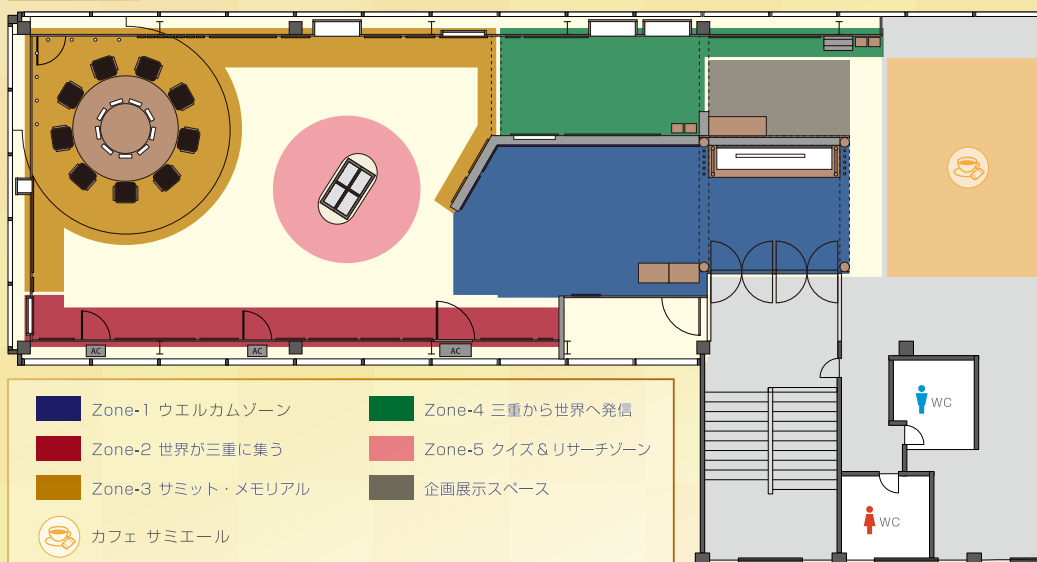 AC
AC
AC
WC
WC
Zone-1 ウエルカムゾーン
Zone-2 世界が三重に集う
Zone-3 サミット・メモリアル
カフェ サミエール
Zone-4 三重から世界へ発信
Zone-5 クイズ&リサーチゾーン
企画展示スペース